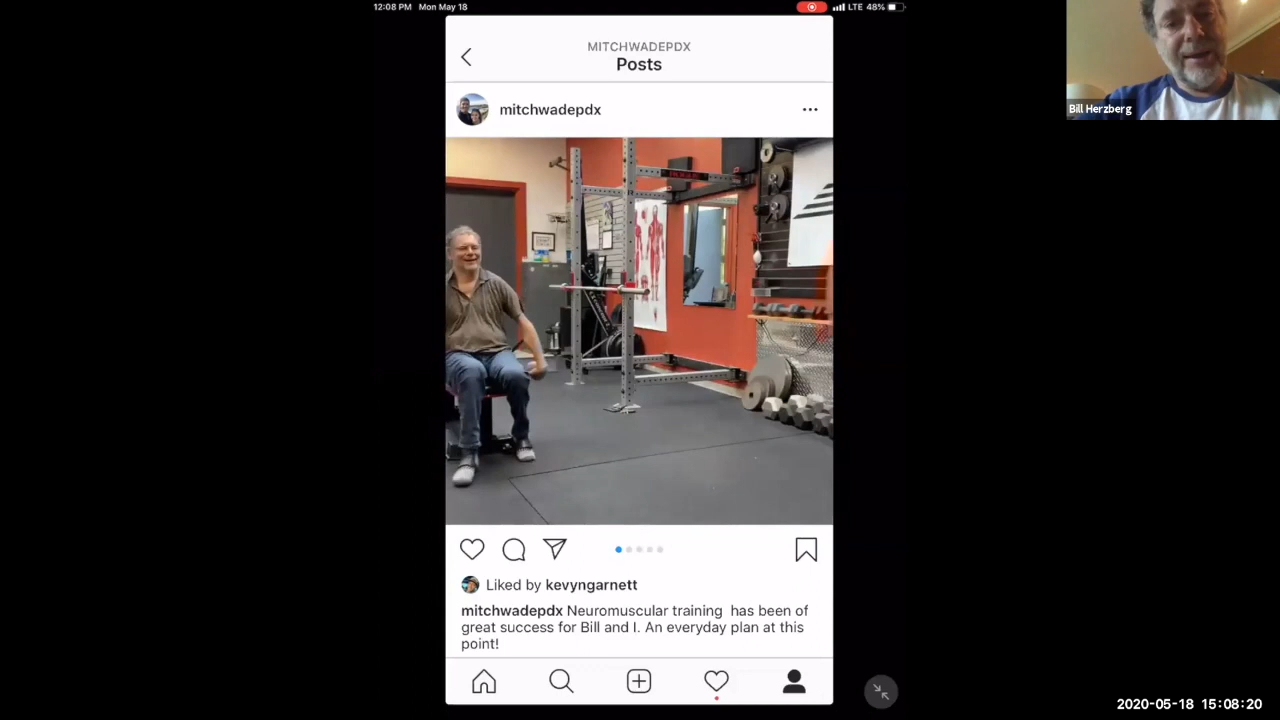 12:08 PM Mon May 18
LTE 48%
MITCHWADEPDX
Posts
mitchwadepdx
ROGUE
Liked by kevyngarnett
mitchwadepdx Neuromuscular training has been of
great success for Bill and I. An everyday plan at this
point!
Bill Herzberg
2020-05-18 15:08:20